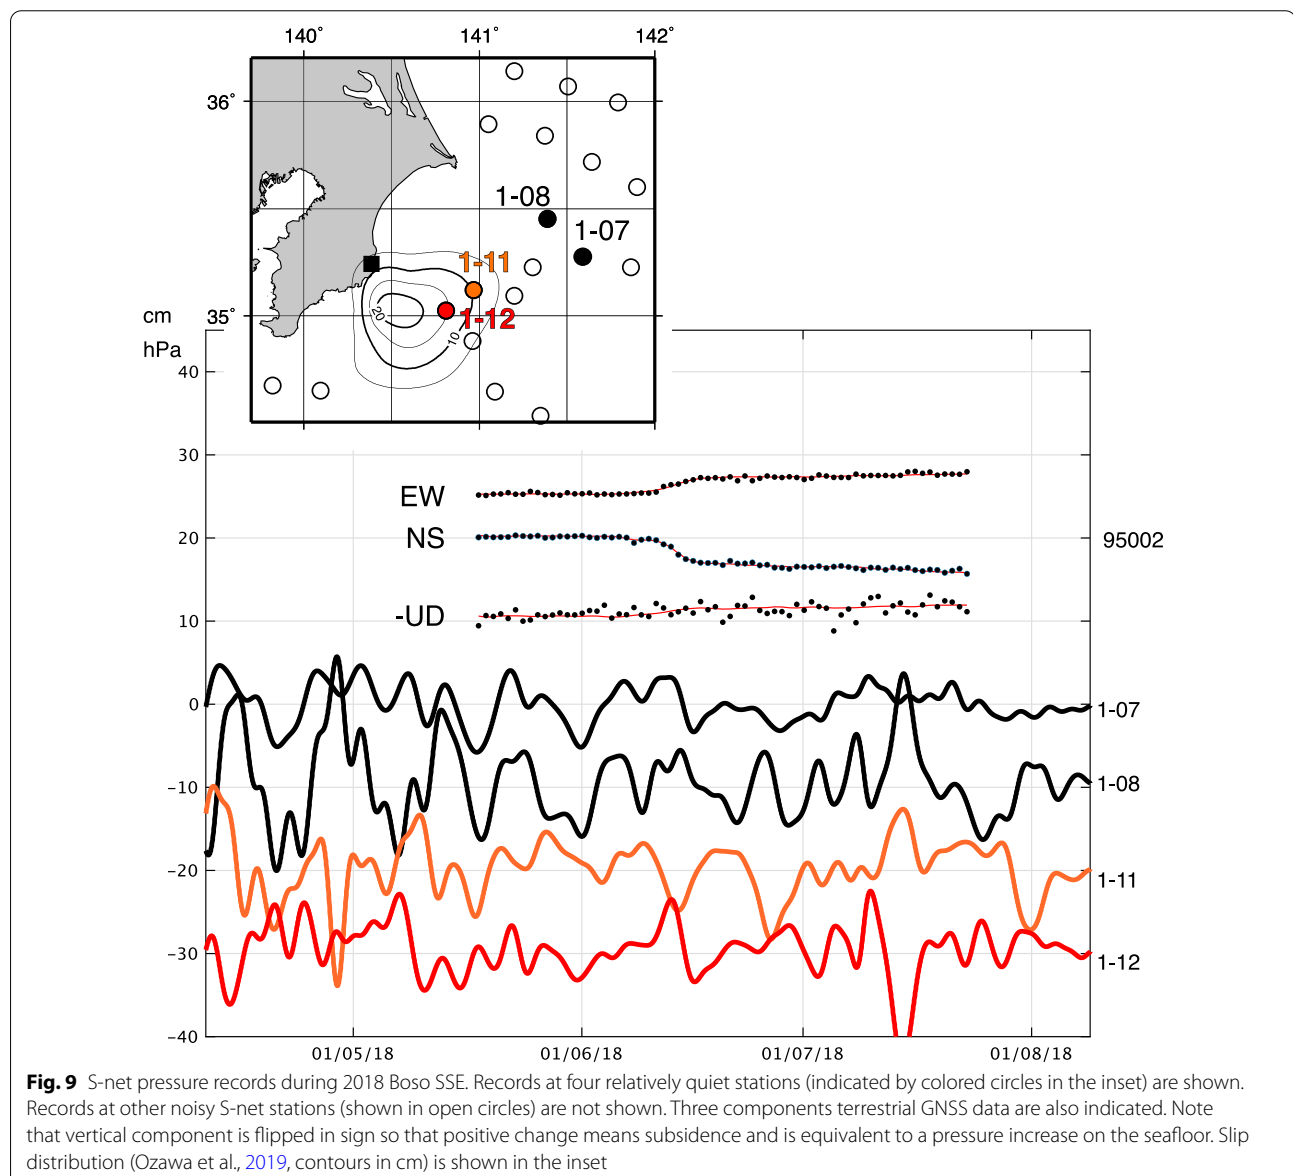 140° 141° 142°
36°
1-08
1-07
1-11
35°
1-12
20
10
cm
hPa
40
30
EW
20
NS
95002
-UD
10
0
1-07
−10
1-08
−20
1-11
−30
1-12
−40
01/05/18 01/06/18 01/07/18 01/08/18
Fig. 9 S-net pressure records during 2018 Boso SSE. Records at four relatively quiet stations (indicated by colored circles in the inset) are shown.
Records at other noisy S-net stations (shown in open circles) are not shown. Three components terrestrial GNSS data are also indicated. Note
that vertical component is flipped in sign so that positive change means subsidence and is equivalent to a pressure increase on the seafloor. Slip
distribution (Ozawa et al., 2019, contours in cm) is shown in the inset